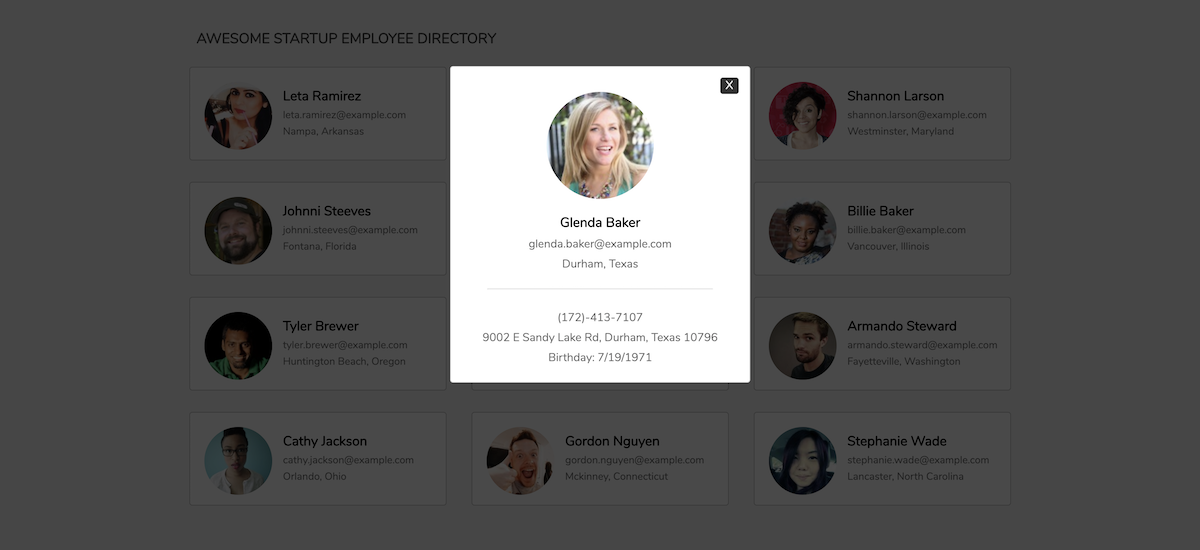 AWESOME STARTUP EMPLOYEE DIRECTORY
Leta Ramirez
leta.ramirez@example.com
Nampa, Arkansas
X
Glenda Baker
glenda.baker@example.com
Durham, Texas
(172)-413-7107
9002 E Sandy Lake Rd, Durham, Texas 10796
Birthday: 7/19/1971
Shannon Larson
shannon.larson@example.com
Westminster, Maryland
Johnni Steeves
johnni.steeves@example.com
Fontana, Florida
Billie Baker
billie.baker@example.com
Vancouver, Illinois
Tyler Brewer
tyler.brewer@example.com
Huntington Beach, Oregon
Armando Steward
armando.steward@example.com
Fayetteville, Washington
Cathy Jackson
cathy.jackson@example.com
Orlando, Ohio
Gordon Nguyen
gordon.nguyen@example.com
Mckinney, Connecticut
Stephanie Wade
stephanie.wade@example.com
Lancaster, North Carolina